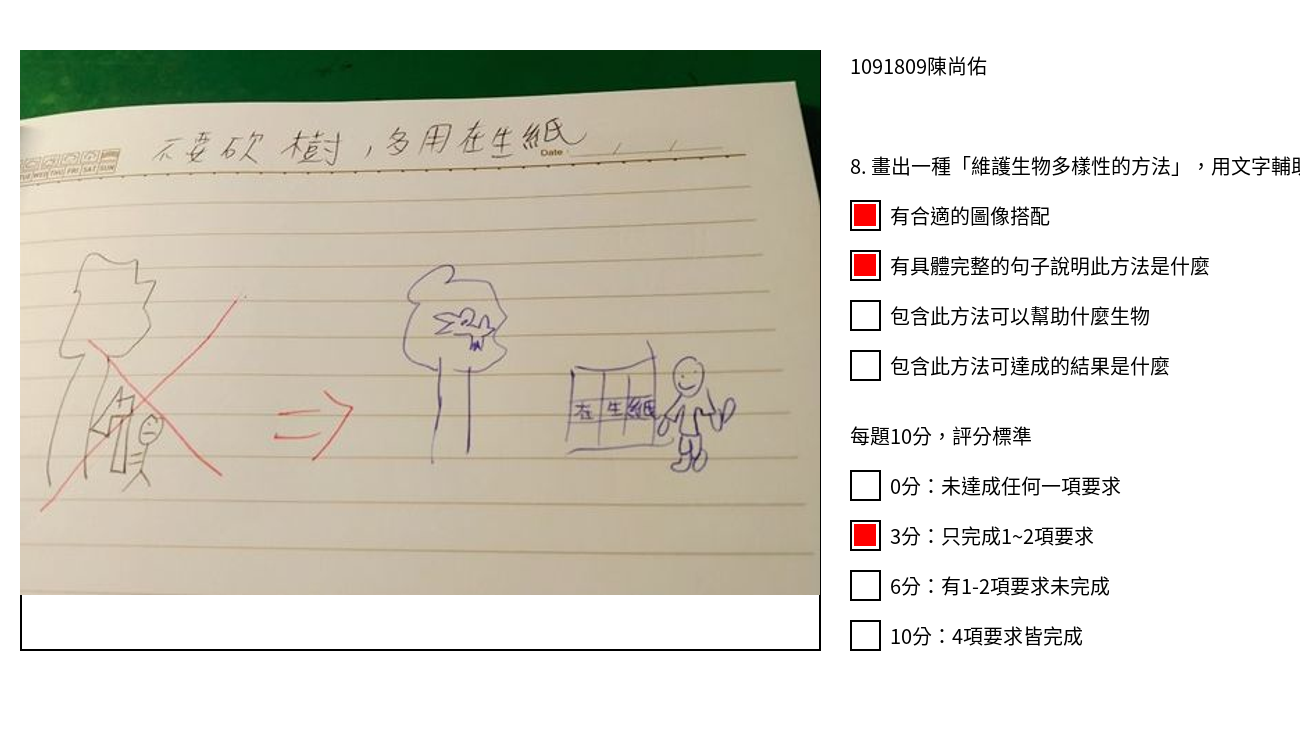 不要砍樹，多用在生紙
Date / /
TUE WED THU FRI SAT SUN
在生紙
1091809陳尚佑
8. 畫出一種「維護生物多樣性的方法」，用文字輔助
有合適的圖像搭配
有具體完整的句子說明此方法是什麼
包含此方法可以幫助什麼生物
包含此方法可達成的結果是什麼
每題10分，評分標準
0分：未達成任何一項要求
3分：只完成1~2項要求
6分：有1-2項要求未完成
10分：4項要求皆完成